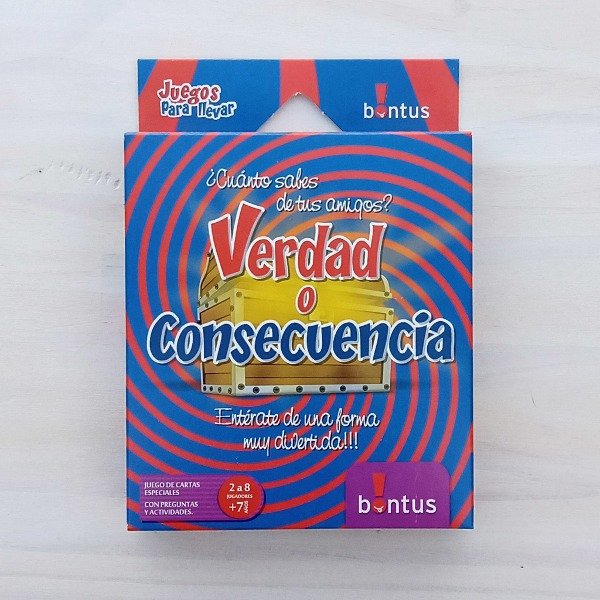 Juegos
Para llevar
bontus
¿Cuánto sabes
de tus amigos?
Verdad
o
Consecuencia
Entérate de una forma
muy divertida!!!
JUEGO DE CARTAS
ESPECIALES
CON PREGUNTAS
Y ACTIVIDADES.
2 a 8
JUGADORES
+7 AÑOS
bontus